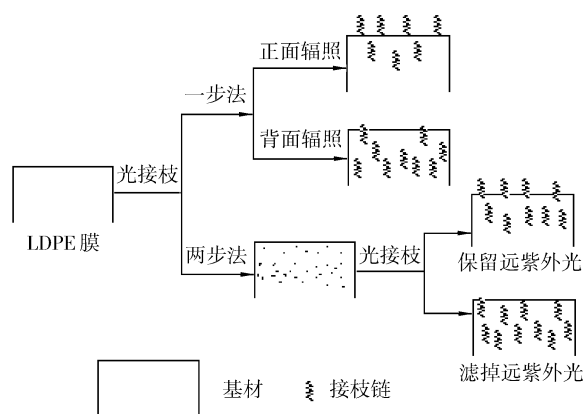 正面辐照
一步法
背面辐照
光接枝
LDPE膜
两步法
光接枝
保留远紫外光
滤掉远紫外光
基材
接枝链